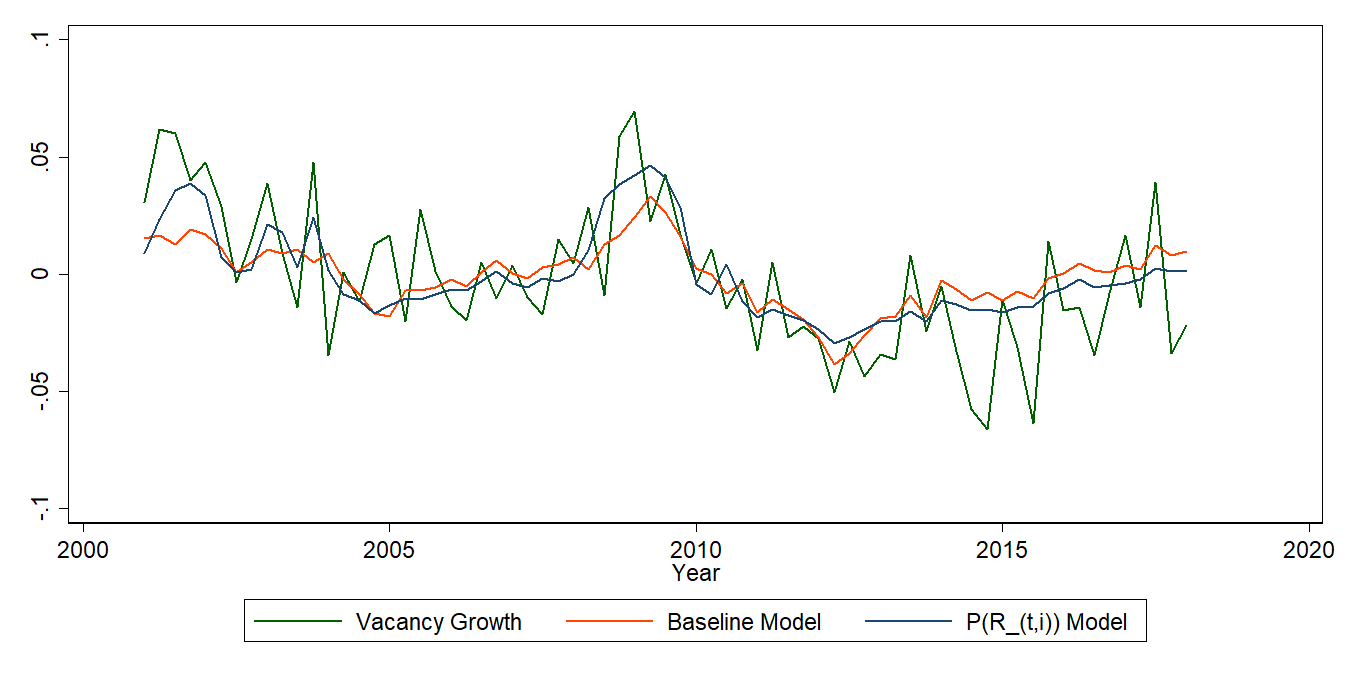 .1
.05
0
-.05
-.1
2000 2005 2010 2015 2020
Year
Vacancy Growth Baseline Model P(R_(t,i)) Model